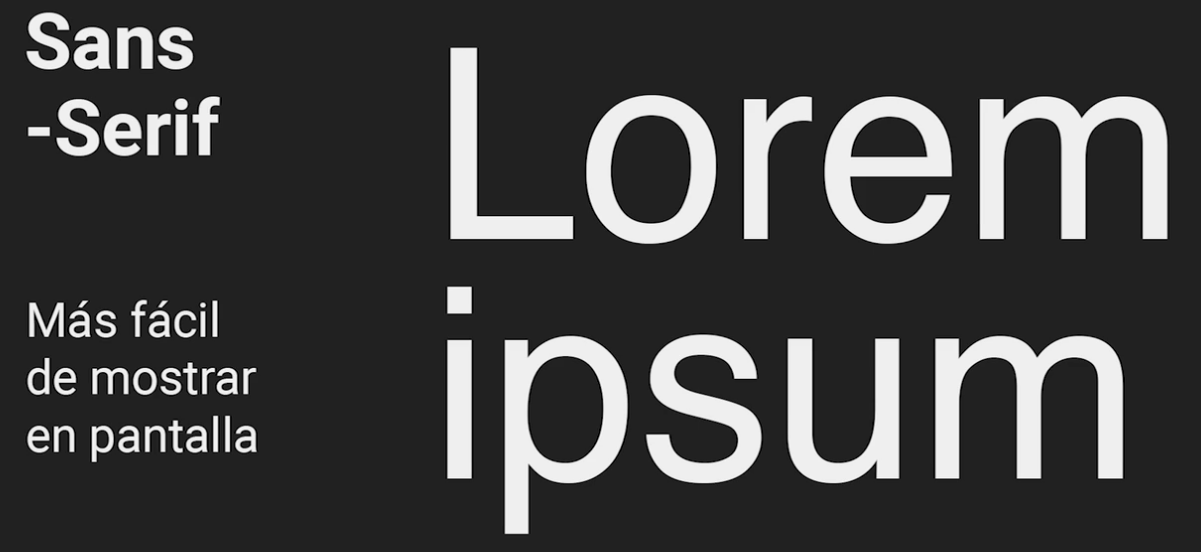 Sans
-Serif
Más fácil
de mostrar
en pantalla
Lorem
ipsum